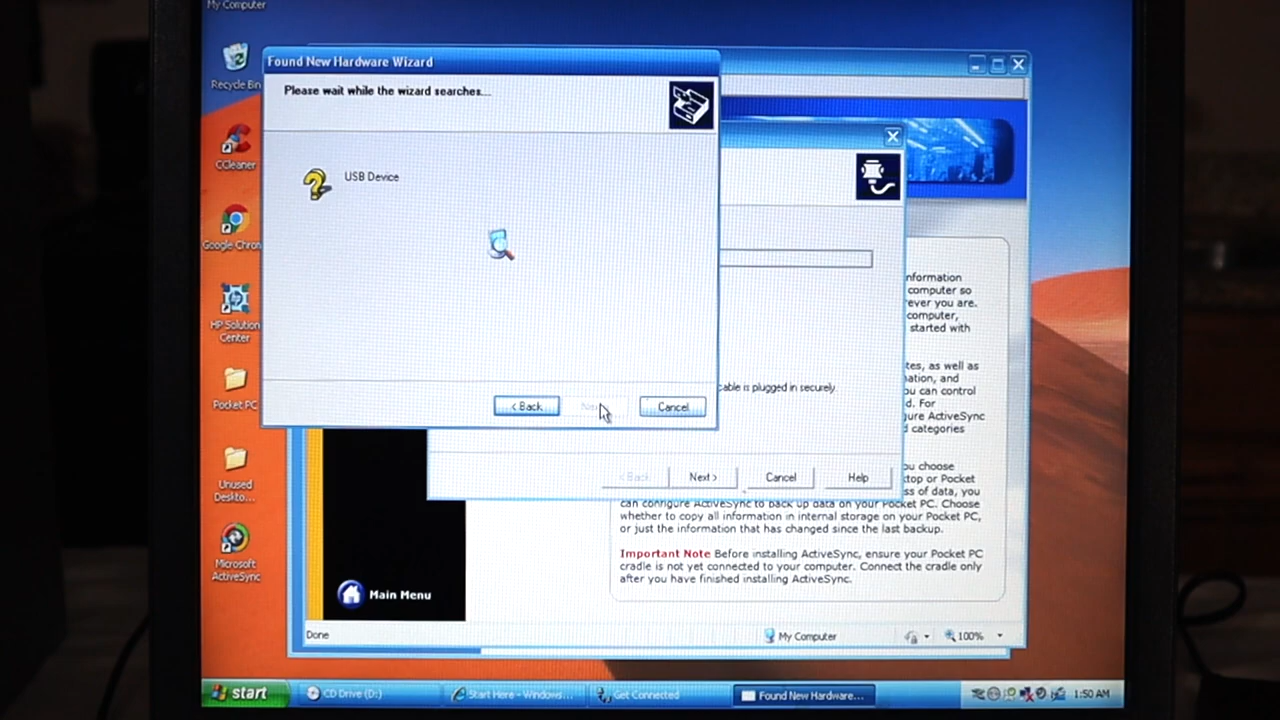 My Computer
Recycle Bin
CCleaner
Google Chrom
HP Solution
Center
Pocket PC
Unused
Deskto...
Microsoft
ActiveSync
Found New Hardware Wizard
Please wait while the wizard searches...
USB Device
< Back
Cancel
able is plugged in securely
< Back
Next >
Cancel
Help
nformation
computer so
ever you are.
computer,
started with
tes, as well as
ation, and
ou can control
d. For
ure ActiveSync
d categories
ou choose
top or Pocket
ss of data, you
can configure ActiveSync to back up data on your Pocket PC. Choose
whether to copy all information in internal storage on your Pocket PC,
or just the information that has changed since the last backup.
Important Note Before installing ActiveSync, ensure your Pocket PC
cradle is not yet connected to your computer. Connect the cradle only
after you have finished installing ActiveSync.
Main Menu
Done
My Computer
100%
start
CD Drive (D:)
Start Here - Windows...
Get Connected
Found New Hardware...
1:50 AM